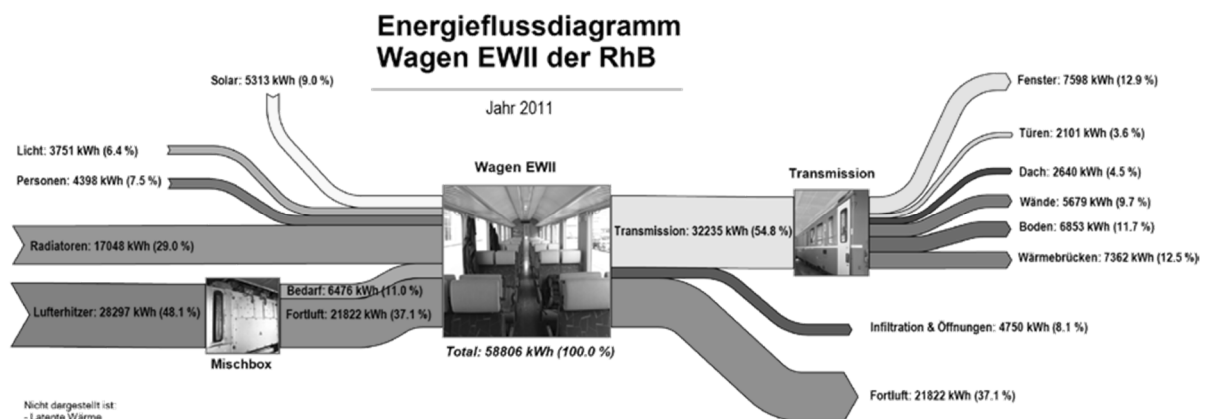 Energieflussdiagramm
Wagen EWII der RhB
Jahr 2011
Solar: 5313 kWh (9.0 %)
Licht: 3751 kWh (6.4 %)
Personen: 4398 kWh (7.5 %)
Radiatoren: 17048 kWh (29.0 %)
Lufterhitzer: 28297 kWh (48.1 %)
Mischbox
Bedarf: 6476 kWh (11.0 %)
Fortluft: 21822 kWh (37.1 %)
Wagen EWII
Total: 58806 kWh (100.0 %)
Transmission: 32235 kWh (54.8 %)
Transmission
Fenster: 7598 kWh (12.9 %)
Türen: 2101 kWh (3.6 %)
Dach: 2640 kWh (4.5 %)
Wände: 5679 kWh (9.7 %)
Boden: 6853 kWh (11.7 %)
Wärmebrücken: 7362 kWh (12.5 %)
Infiltration & Öffnungen: 4750 kWh (8.1 %)
Fortluft: 21822 kWh (37.1 %)
Nicht dargestellt ist:
- Latente Wärme